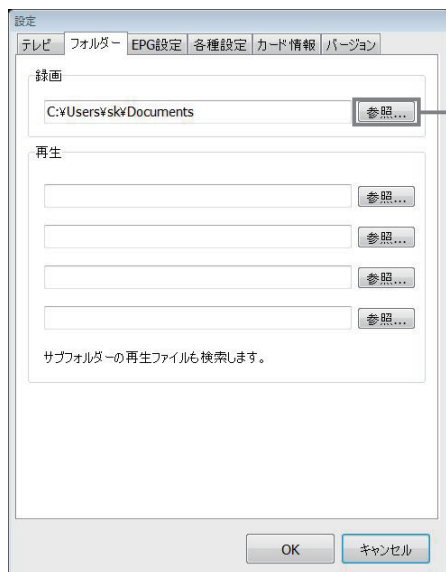 設定
テレビ フォルダー EPG設定 各種設定 カード情報 バージョン
録画
C:¥Users¥sk¥Documents 参照...
再生
参照...
参照...
参照...
参照...
サブフォルダーの再生ファイルも検索します。
OK キャンセル